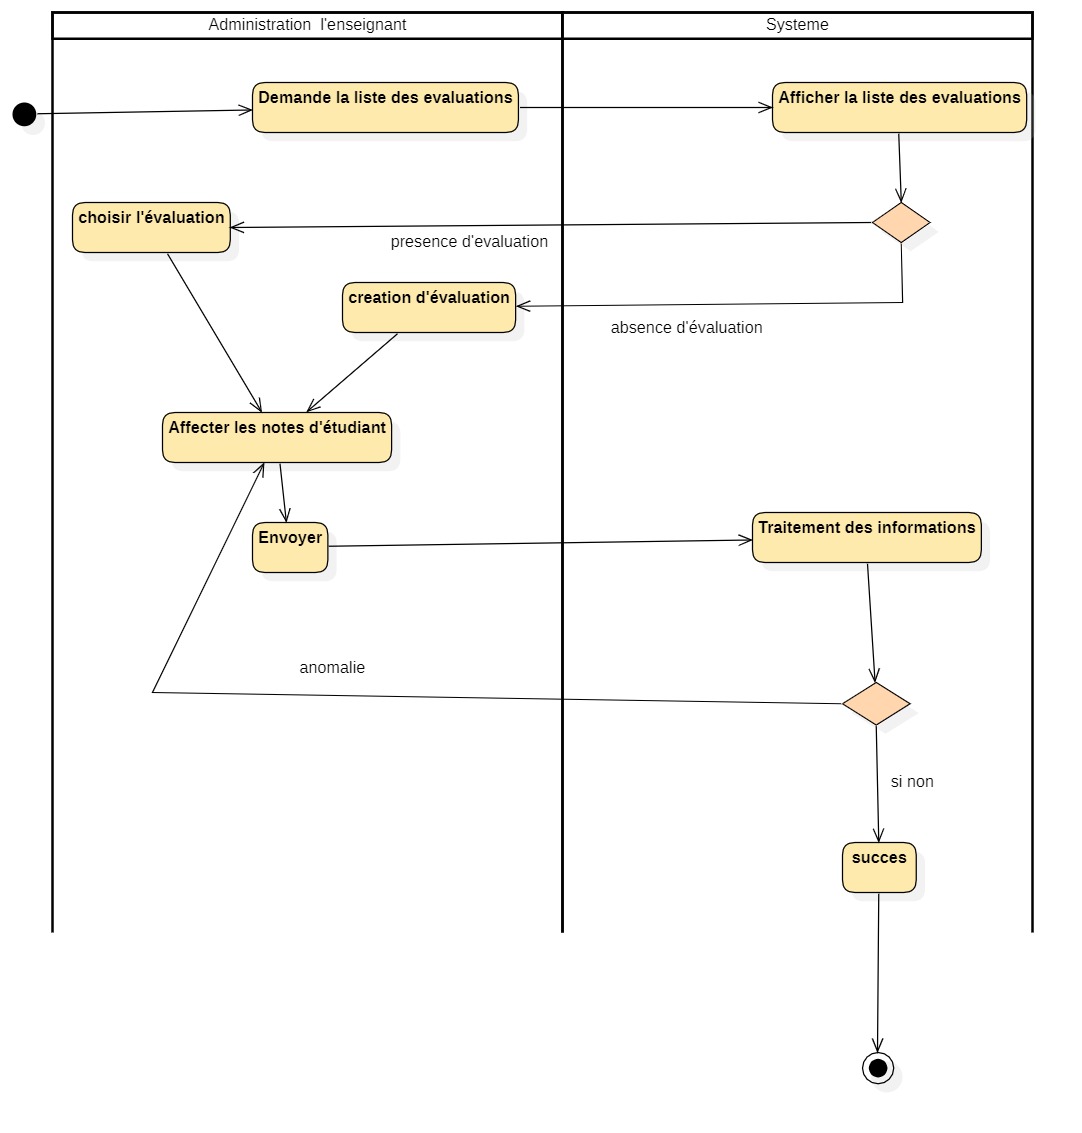 Administration  l'enseignant
Systeme
Demande la liste des evaluations
Afficher la liste des evaluations
choisir l'évaluation
presence d'evaluation
creation d'évaluation
absence d'évaluation
Affecter les notes d'étudiant
Envoyer
Traitement des informations
anomalie
si non
succes